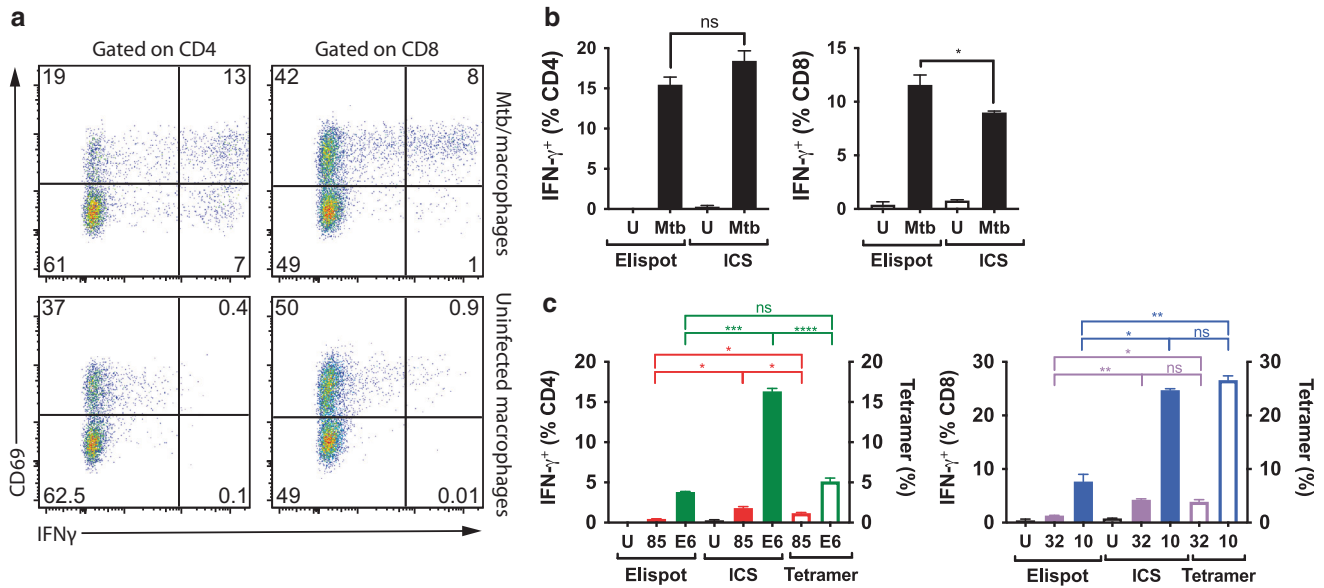 a
Gated on CD4
Gated on CD8
19
13
61
7
42
8
49
1
Mtb/macrophages
37
0.4
62.5
0.1
50
0.9
49
0.01
Uninfected macrophages
CD69
IFNγ
b
ns
IFN-γ+ (% CD4)
20
15
10
5
0
U Mtb U Mtb
Elispot ICS
*
IFN-γ+ (% CD8)
15
10
5
0
U Mtb U Mtb
Elispot ICS
c
ns
*** ****
*
* *
IFN-γ+ (% CD4)
20
15
10
5
0
Tetramer (%)
20
15
10
5
0
U 85 E6 U 85 E6 85 E6
Elispot ICS Tetramer
**
* ns
*
** ns
IFN-γ+ (% CD8)
30
20
10
0
Tetramer (%)
30
20
10
0
U 32 10 U 32 10 32 10
Elispot ICS Tetramer